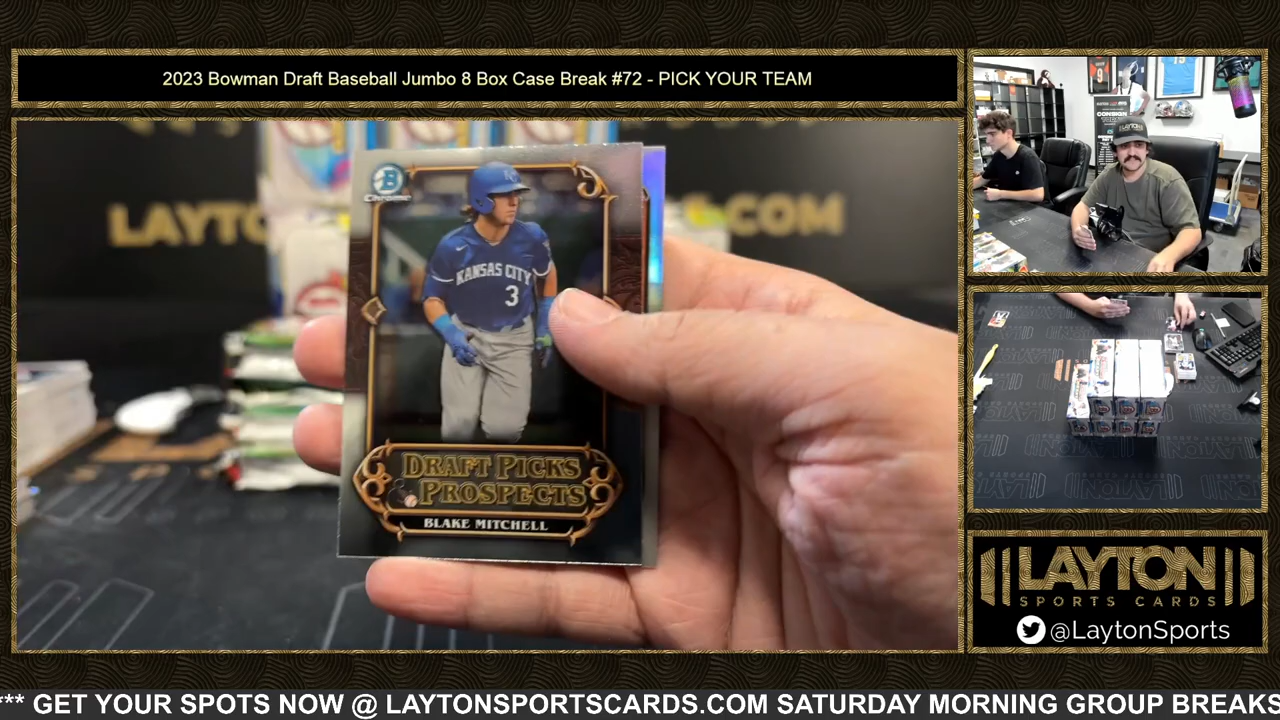 2023 Bowman Draft Baseball Jumbo 8 Box Case Break #72 - PICK YOUR TEAM
B
Chrome
KANSAS CITY
3
DRAFT PICKS
& PROSPECTS
BLAKE MITCHELL
LAYTON
SPORTS CARDS
@LaytonSports
*** GET YOUR SPOTS NOW @ LAYTONSPORTSCARDS.COM SATURDAY MORNING GROUP BREAKS